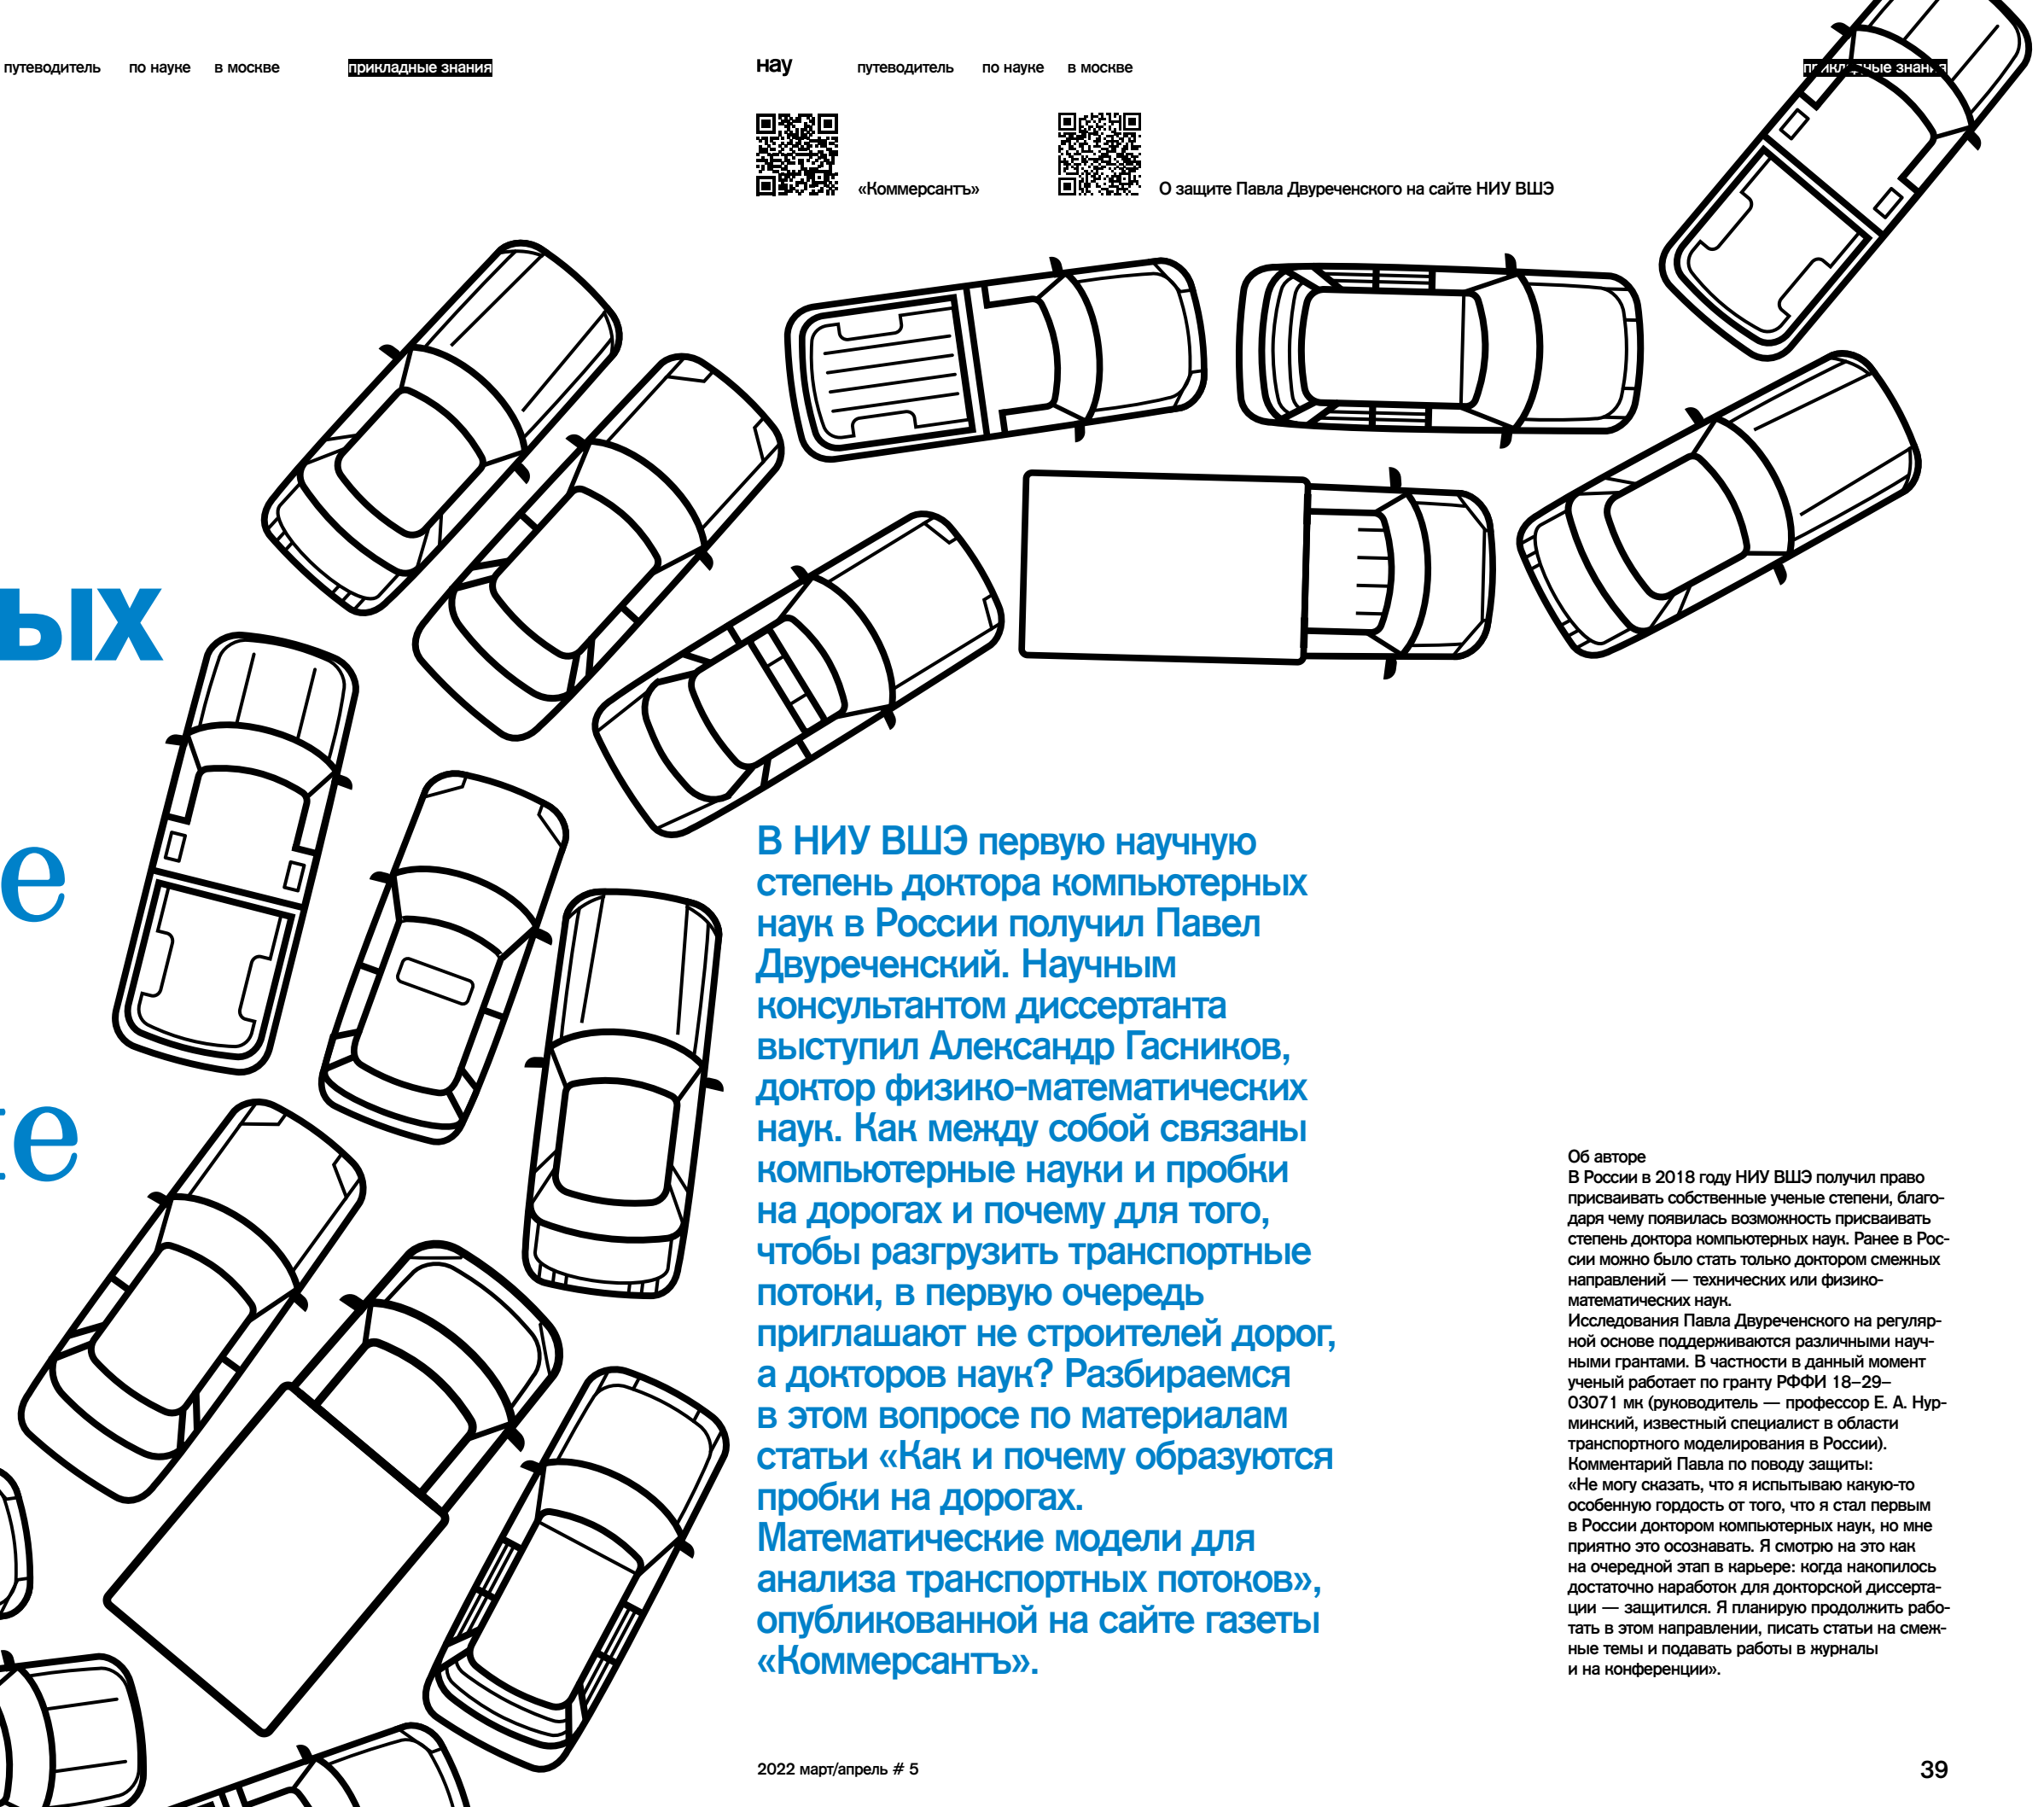 путеводитель по науке в москве прикладные знания
нау путеводитель по науке в москве прикладные знания
«Коммерсантъ»
О защите Павла Двуреченского на сайте НИУ ВШЭ
ых
е
е
В НИУ ВШЭ первую научную
степень доктора компьютерных
наук в России получил Павел
Двуреченский. Научным
консультантом диссертанта
выступил Александр Гасников,
доктор физико-математических
наук. Как между собой связаны
компьютерные науки и пробки
на дорогах и почему для того,
чтобы разгрузить транспортные
потоки, в первую очередь
приглашают не строителей дорог,
а докторов наук? Разбираемся
в этом вопросе по материалам
статьи «Как и почему образуются
пробки на дорогах.
Математические модели для
анализа транспортных потоков»,
опубликованной на сайте газеты
«Коммерсантъ».
Об авторе
В России в 2018 году НИУ ВШЭ получил право
присваивать собственные ученые степени, благо-
даря чему появилась возможность присваивать
степень доктора компьютерных наук. Ранее в Рос-
сии можно было стать только доктором смежных
направлений — технических или физико-
математических наук.
Исследования Павла Двуреченского на регуляр-
ной основе поддерживаются различными науч-
ными грантами. В частности в данный момент
ученый работает по гранту РФФИ 18–29–
03071 мк (руководитель — профессор Е. А. Нур-
минский, известный специалист в области
транспортного моделирования в России).
Комментарий Павла по поводу защиты:
«Не могу сказать, что я испытываю какую-то
особенную гордость от того, что я стал первым
в России доктором компьютерных наук, но мне
приятно это осознавать. Я смотрю на это как
на очередной этап в карьере: когда накопилось
достаточно наработок для докторской диссерта-
ции — защитился. Я планирую продолжить рабо-
тать в этом направлении, писать статьи на смеж-
ные темы и подавать работы в журналы
и на конференции».
2022 март/апрель # 5
39